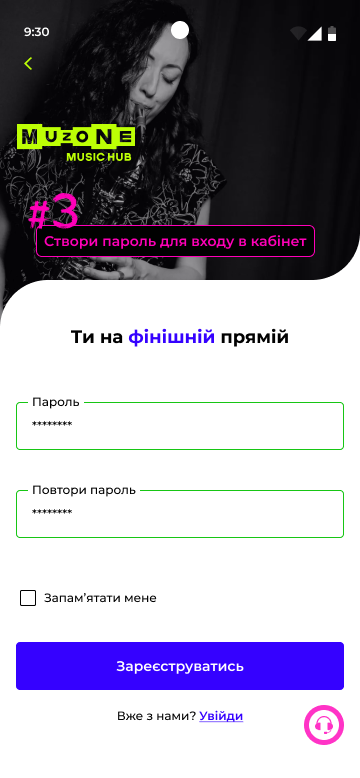 9:30
MUZONE
MUSIC HUB
#3
Створи пароль для входу в кабінет
Ти на фінішній прямій
Пароль
********
Повтори пароль
********
Запам’ятати мене
Зареєструватись
Вже з нами? Увійди